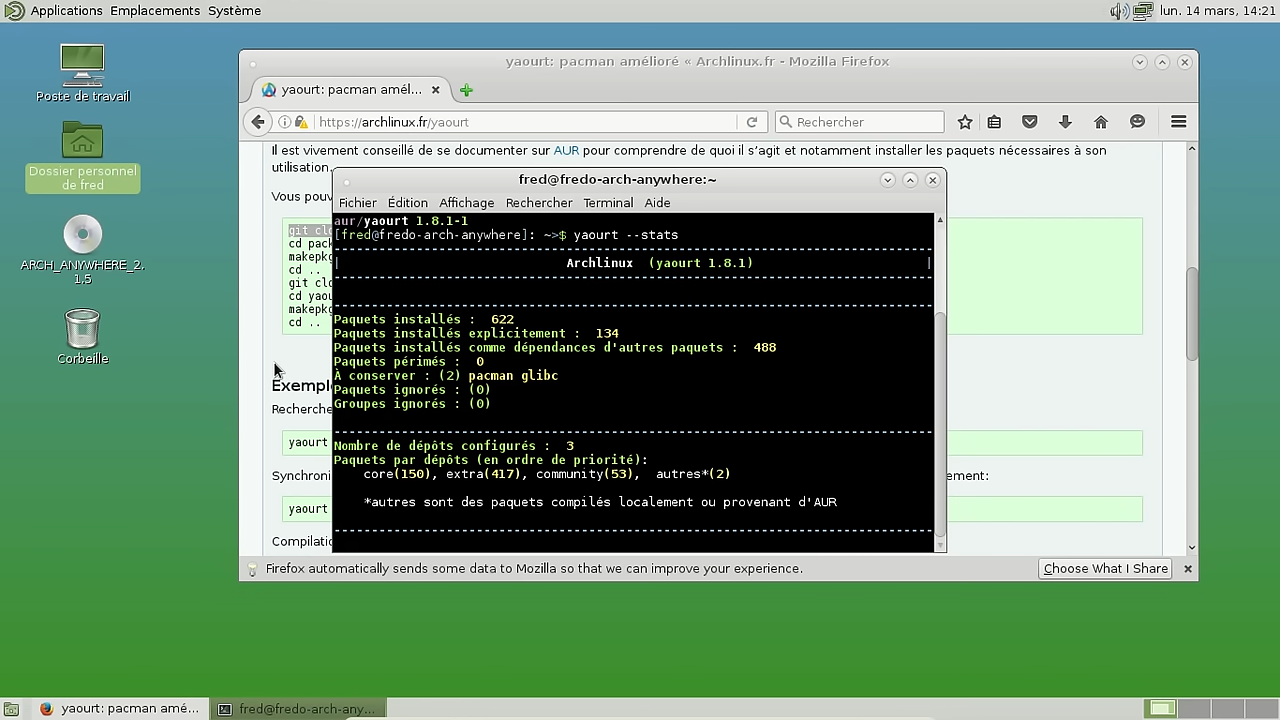 Applications Emplacements Système
lun. 14 mars, 14:21
Poste de travail
Dossier personnel
de fred
ARCH_ANYWHERE_2.
1.5
Corbeille
yaourt: pacman amélioré « Archlinux.fr - Mozilla Firefox
yaourt: pacman amél...
https://archlinux.fr/yaourt
Rechercher
Il est vivement conseillé de se documenter sur AUR pour comprendre de quoi il s'agit et notamment installer les paquets nécessaires à son
utilisation.
Vous pouv
git clo
cd pack
makepkg
cd ..
git clo
cd yaou
makepkg
cd ..
Exempl
Recherche
yaourt
Synchroni
ement:
yaourt
Compilatio
fred@fredo-arch-anywhere:~
Fichier Édition Affichage Rechercher Terminal Aide
aur/yaourt 1.8.1-1
[fred@fredo-arch-anywhere]: ~>$ yaourt --stats
| Archlinux (yaourt 1.8.1) |
Paquets installés : 622
Paquets installés explicitement : 134
Paquets installés comme dépendances d'autres paquets : 488
Paquets périmés : 0
À conserver : (2) pacman glibc
Paquets ignorés : (0)
Groupes ignorés : (0)
Nombre de dépôts configurés : 3
Paquets par dépôts (en ordre de priorité):
core(150), extra(417), community(53), autres*(2)
*autres sont des paquets compilés localement ou provenant d'AUR
Firefox automatically sends some data to Mozilla so that we can improve your experience.
Choose What I Share
yaourt: pacman amé...
fred@fredo-arch-any...